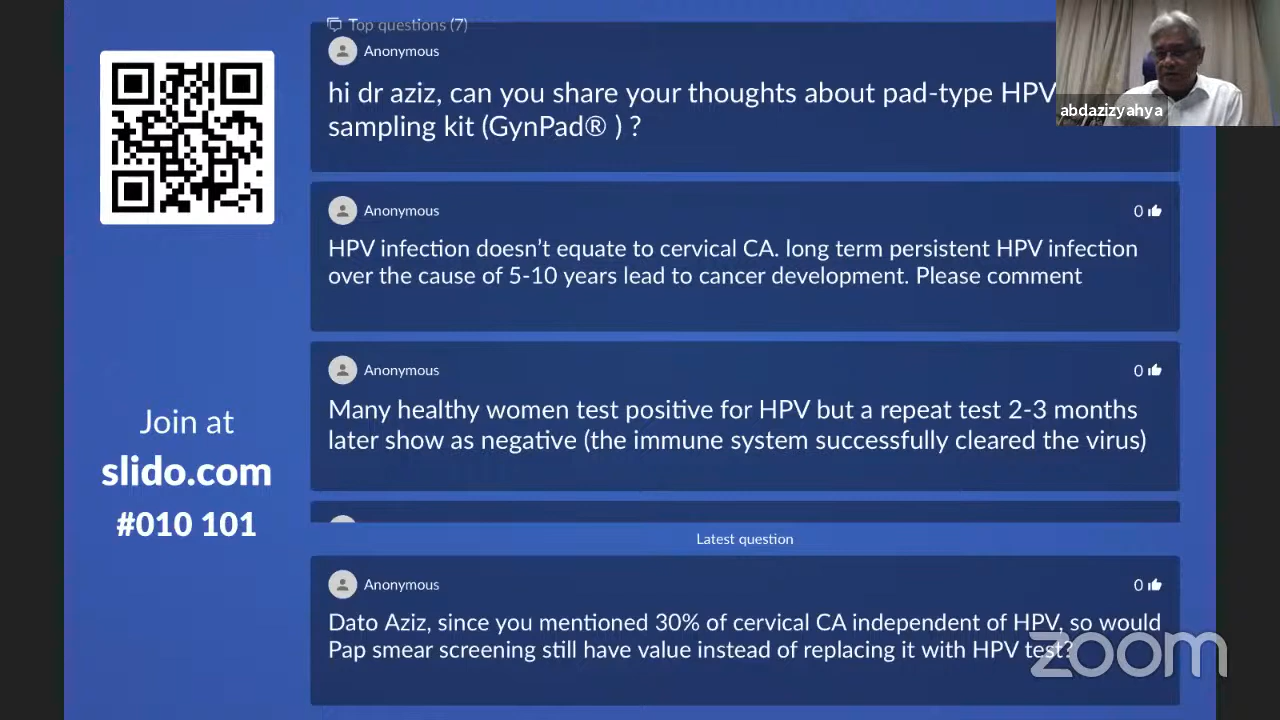 Top questions (7)
Anonymous
hi dr aziz, can you share your thoughts about pad-type HPV
sampling kit (GynPad® ) ?
abdazizyahya
Anonymous
0
HPV infection doesn’t equate to cervical CA. long term persistent HPV infection
over the cause of 5-10 years lead to cancer development. Please comment
Anonymous
0
Many healthy women test positive for HPV but a repeat test 2-3 months
later show as negative (the immune system successfully cleared the virus)
Join at
slido.com
#010 101
Latest question
Anonymous
0
Dato Aziz, since you mentioned 30% of cervical CA independent of HPV, so would
Pap smear screening still have value instead of replacing it with HPV test?
zoom